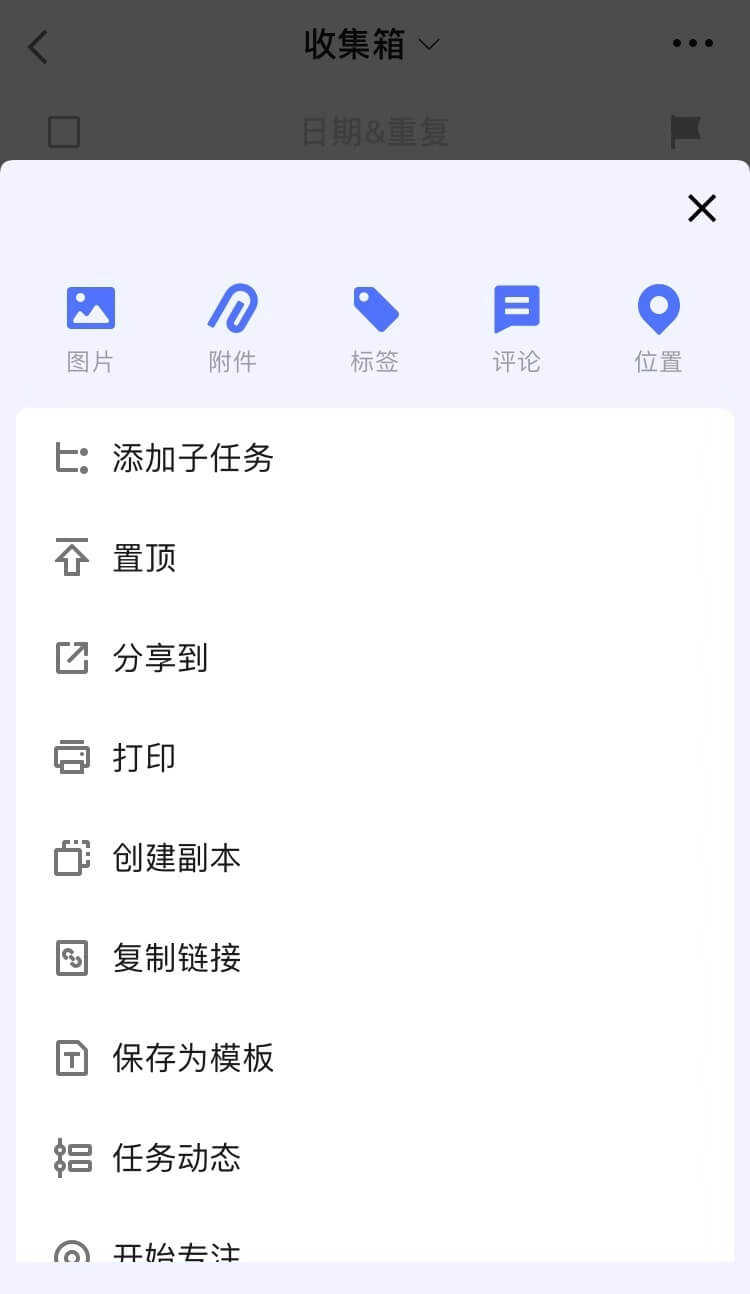 收集箱
日期&重复
图片 附件 标签 评论 位置
添加子任务
置顶
分享到
打印
创建副本
复制链接
保存为模板
任务动态
开始专注